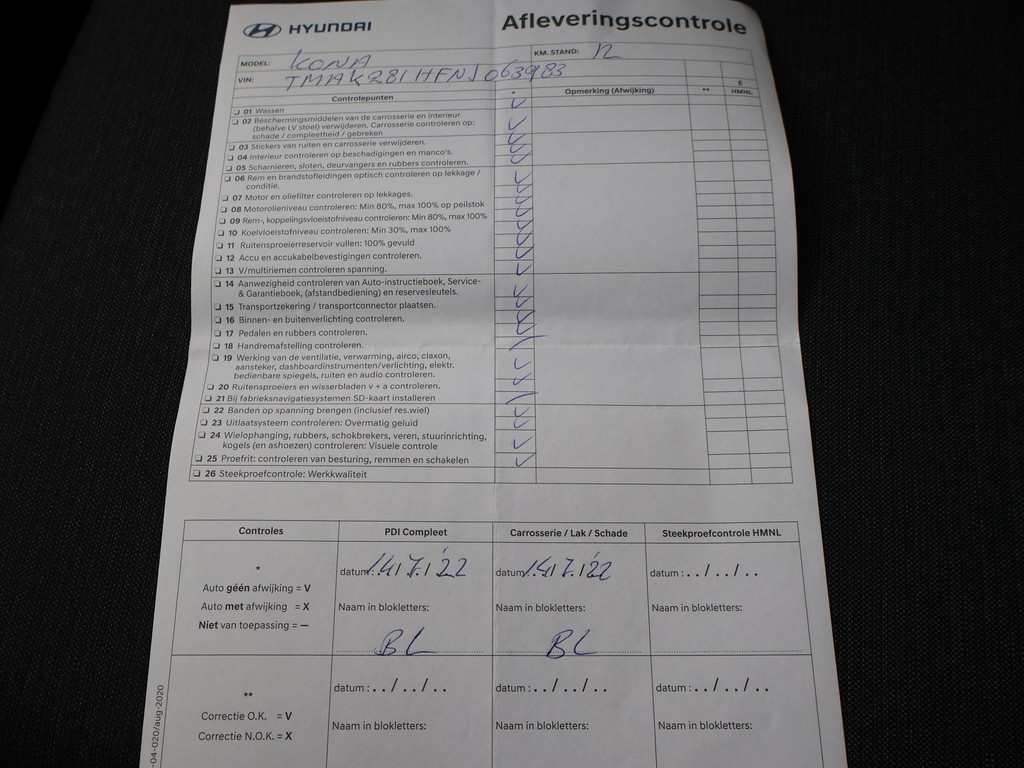 HYUNDAI
Afleveringscontrole
MODEL: KONA KM. STAND: 12
VIN: TMAK281HFNJ063983
Controlepunten * Opmerking (Afwijking) ** € HMNL
01 Wassen
02 Beschermingsmiddelen van de carrosserie en interieur
(behalve LV stoel) verwijderen. Carrosserie controleren op:
schade / compleetheid / gebreken
03 Stickers van ruiten en carrosserie verwijderen.
04 Interieur controleren op beschadigingen en manco's.
05 Scharnieren, sloten, deurvangers en rubbers controleren.
06 Rem en brandstofleidingen optisch controleren op lekkage /
conditie.
07 Motor en oliefilter controleren op lekkages.
08 Motorolieniveau controleren: Min 80%, max 100% op peilstok
09 Rem-, koppelingsvloeistofniveau controleren: Min 80%, max 100%
10 Koelvloeistofniveau controleren: Min 30%, max 100%
11 Ruitensproeierreservoir vullen: 100% gevuld
12 Accu en accukabelbevestigingen controleren.
13 V/multiriemen controleren spanning.
14 Aanwezigheid controleren van Auto-instructieboek, Service-
& Garantieboek, (afstandbediening) en reservesleutels.
15 Transportzekering / transportconnector plaatsen.
16 Binnen- en buitenverlichting controleren.
17 Pedalen en rubbers controleren.
18 Handremafstelling controleren.
19 Werking van de ventilatie, verwarming, airco, claxon,
aansteker, dashboardinstrumenten/verlichting, elektr.
bedienbare spiegels, ruiten en audio controleren.
20 Ruitensproeiers en wisserbladen v + a controleren.
21 Bij fabrieksnavigatiesystemen SD-kaart installeren
22 Banden op spanning brengen (inclusief res.wiel)
23 Uitlaatsysteem controleren: Overmatig geluid
24 Wielophanging, rubbers, schokbrekers, veren, stuurinrichting,
kogels (en ashoezen) controleren: Visuele controle
25 Proefrit: controleren van besturing, remmen en schakelen
26 Steekproefcontrole: Werkkwaliteit
Controles PDI Compleet Carrosserie / Lak / Schade Steekproefcontrole HMNL
* datum: 14/7/'22 datum: 14/7/'22 datum : . . / . . / . .
Auto géén afwijking = V
Auto met afwijking = X Naam in blokletters: Naam in blokletters: Naam in blokletters:
Niet van toepassing = —
BL BL
** datum : . . / . . / . . datum : . . / . . / . . datum : . . / . . / . .
Correctie O.K. = V Naam in blokletters: Naam in blokletters: Naam in blokletters:
Correctie N.O.K. = X
-04-020/aug-2020